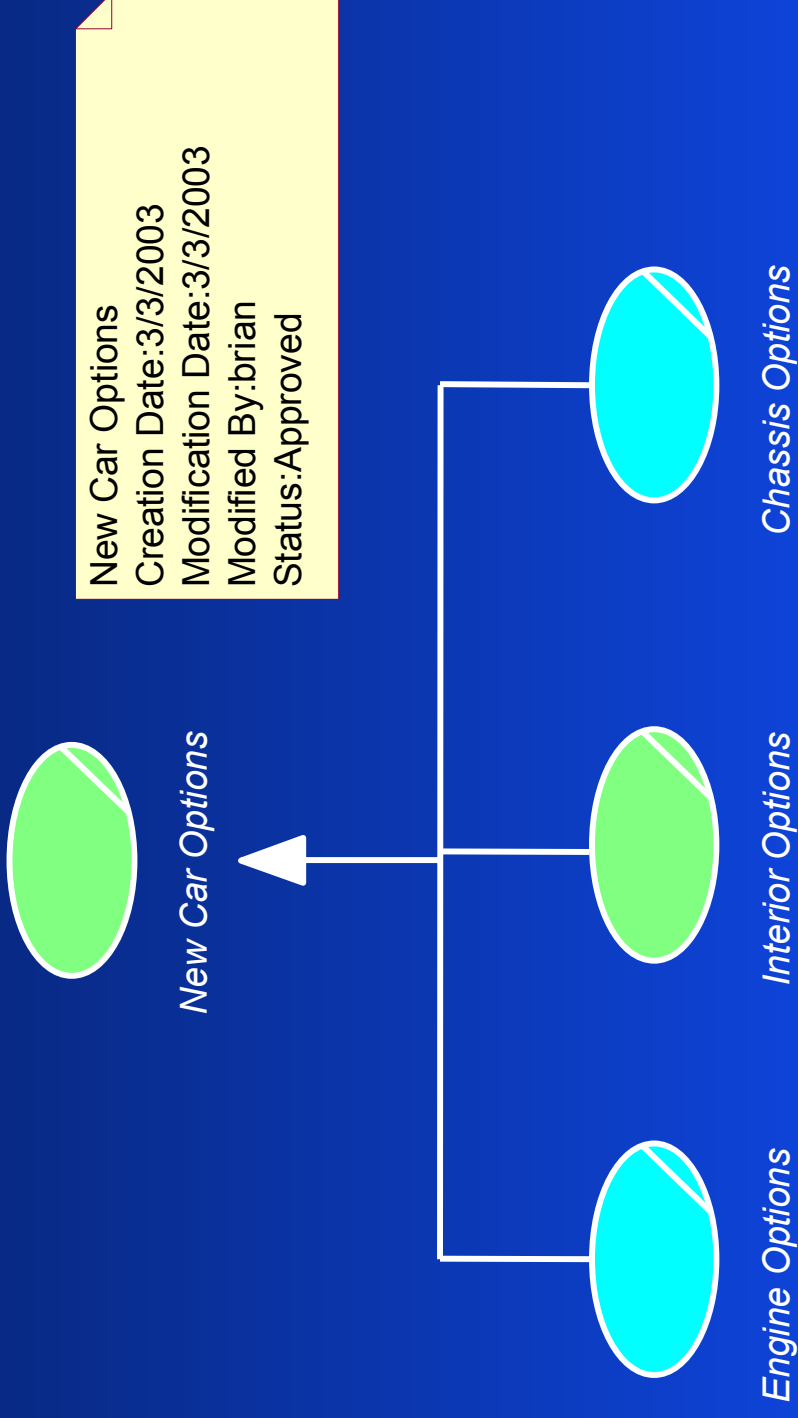 New Car Options
Creation Date:3/3/2003
Modification Date:3/3/2003
Modified By:brian
Status:Approved
New Car Options
Engine Options
Interior Options
Chassis Options